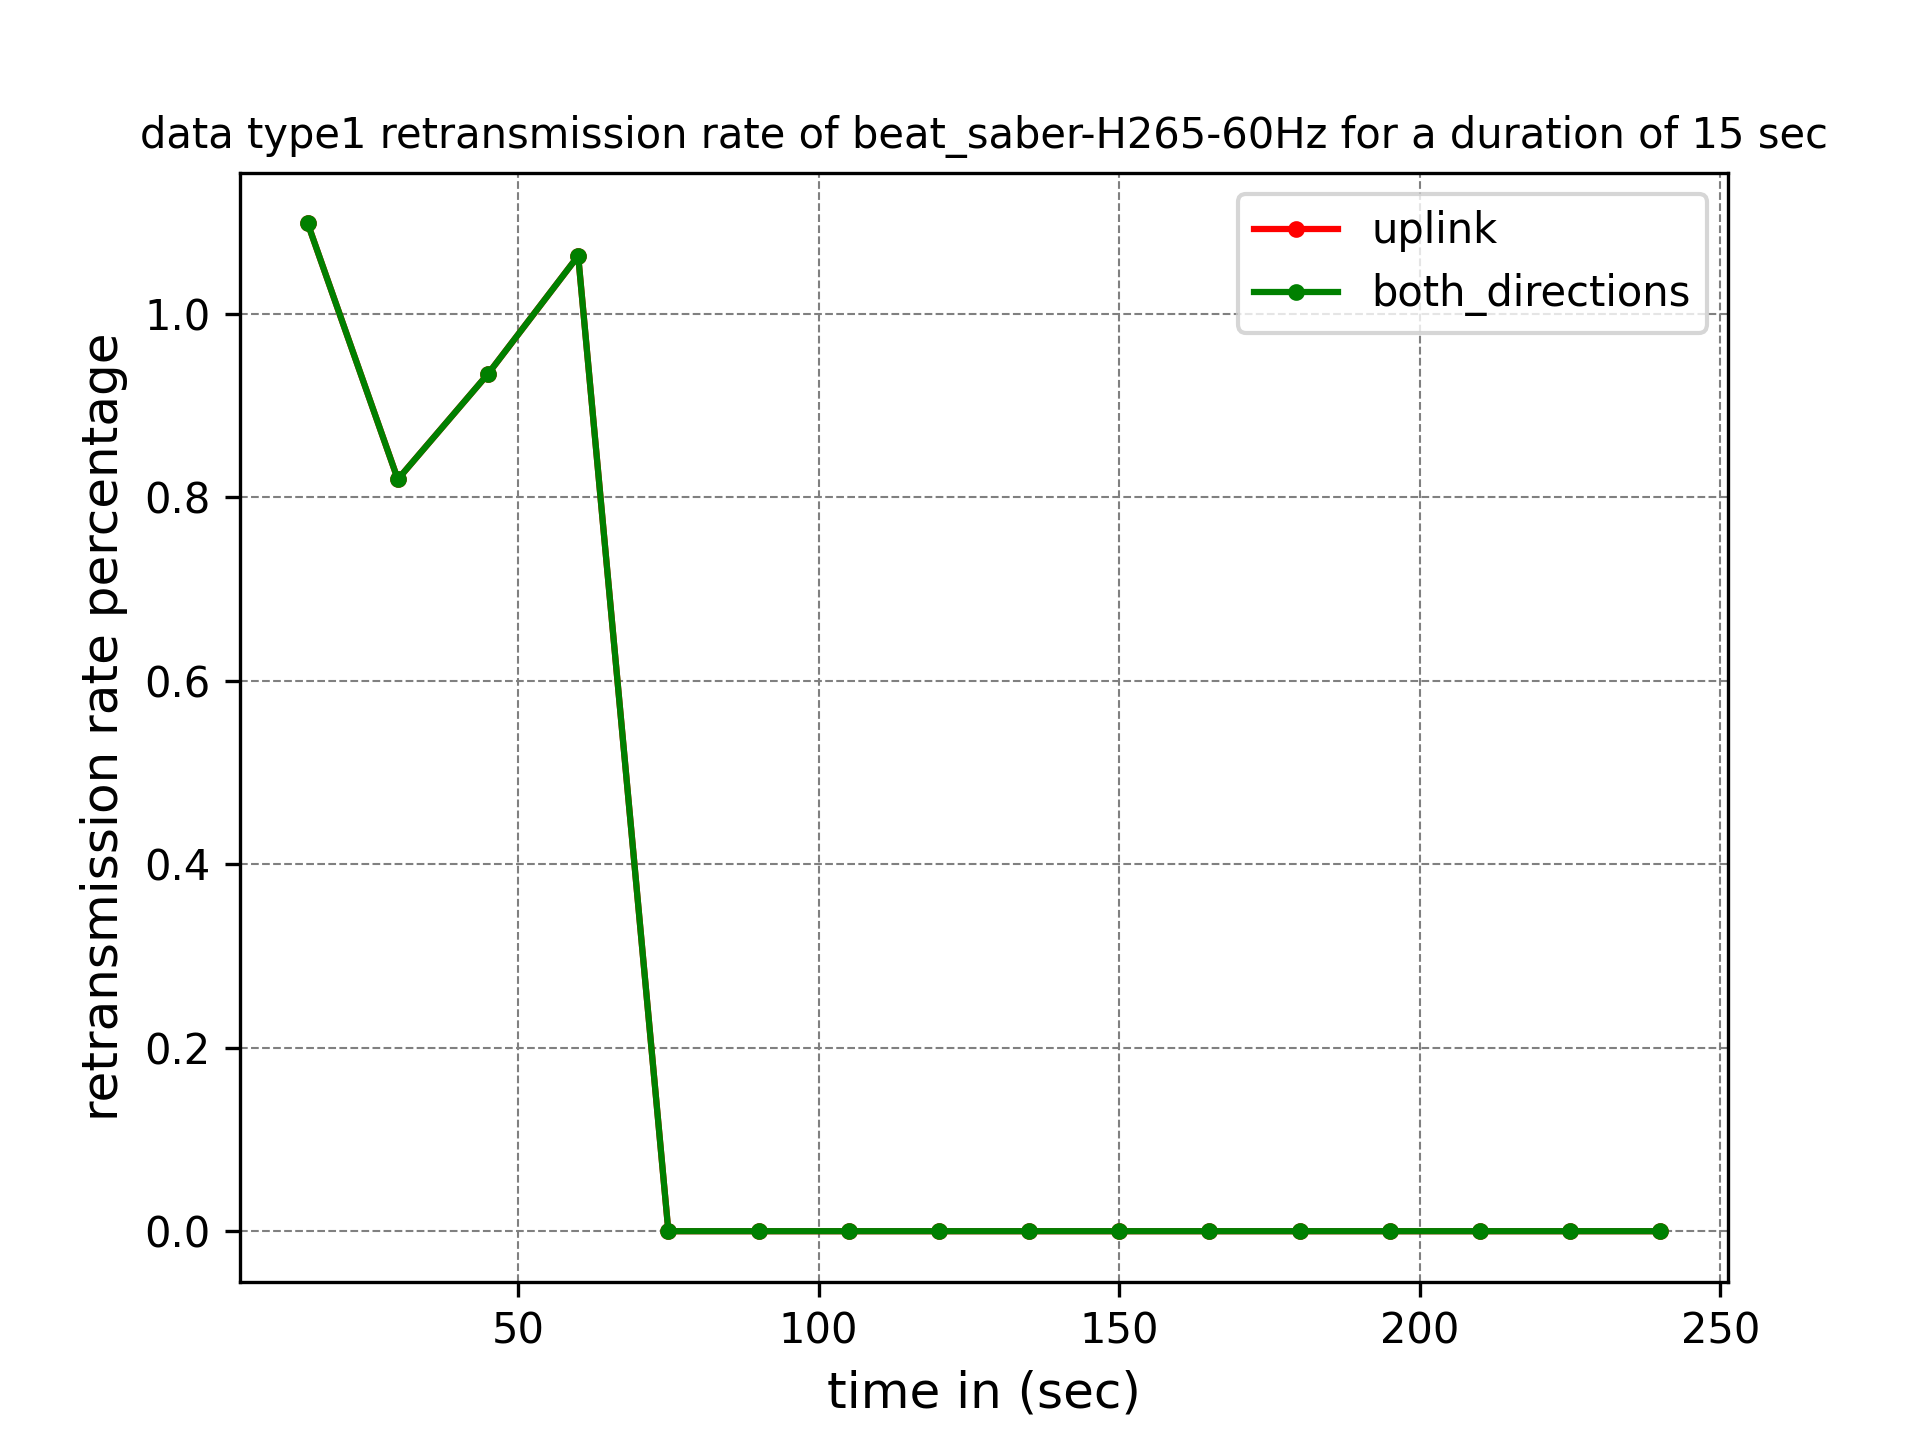 data type1 retransmission rate of beat_saber-H265-60Hz for a duration of 15 sec
uplink
both_directions
retransmission rate percentage
1.0
0.8
0.6
0.4
0.2
0.0
50
100
150
200
250
time in (sec)